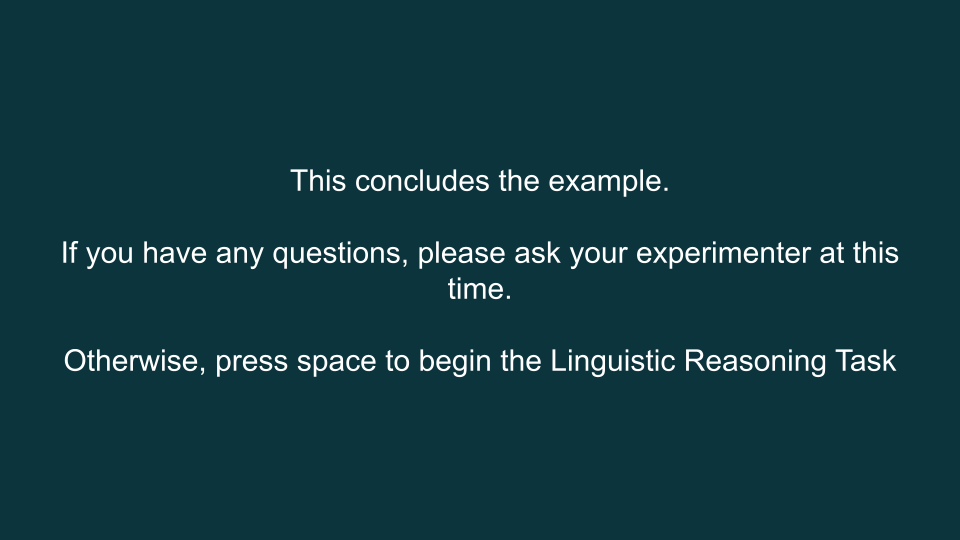 This concludes the example.
If you have any questions, please ask your experimenter at this
time.
Otherwise, press space to begin the Linguistic Reasoning Task